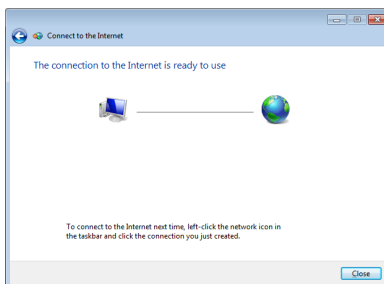 Connect to the Internet
The connection to the Internet is ready to use
To connect to the Internet next time, left-click the network icon in
the taskbar and click the connection you just created.
Close